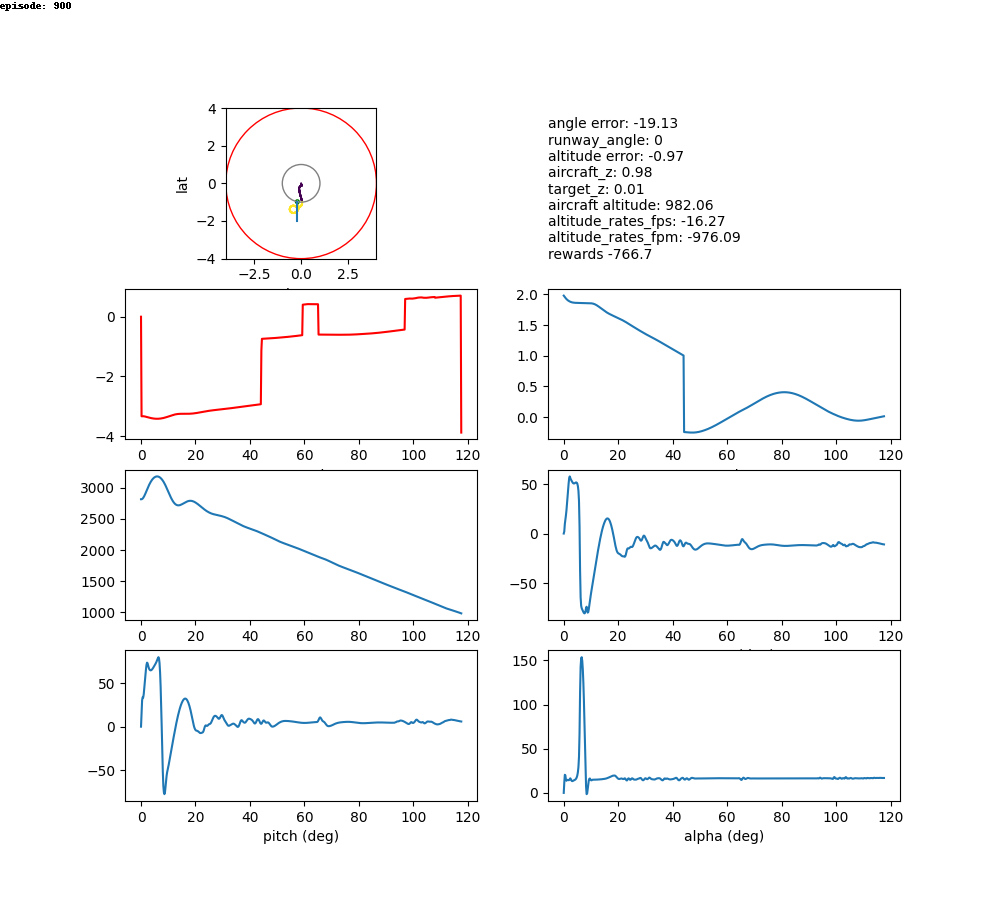 episode: 900
4
2
0
−2
−4
lat
−2.5 0.0 2.5
angle error: -19.13
runway_angle: 0
altitude error: -0.97
aircraft_z: 0.98
target_z: 0.01
aircraft altitude: 982.06
altitude_rates_fps: -16.27
altitude_rates_fpm: -976.09
rewards -766.7
0
−2
−4
0 20 40 60 80 100 120
2.0
1.5
1.0
0.5
0.0
0 20 40 60 80 100 120
3000
2500
2000
1500
1000
0 20 40 60 80 100 120
50
0
−50
0 20 40 60 80 100 120
50
0
−50
0 20 40 60 80 100 120
pitch (deg)
150
100
50
0
0 20 40 60 80 100 120
alpha (deg)